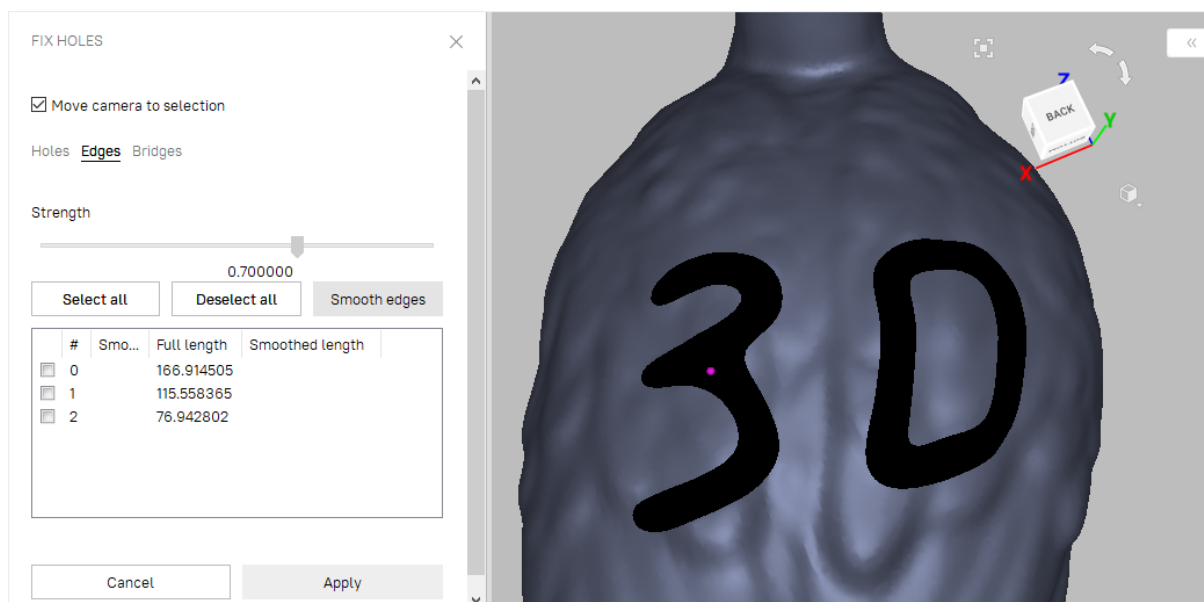 FIX HOLES
Move camera to selection
Holes Edges Bridges
Strength
0.700000
Select all Deselect all Smooth edges
# Smo... Full length Smoothed length
0 166.914505
1 115.558365
2 76.942802
Cancel Apply
3D
Z
BACK
Y
X